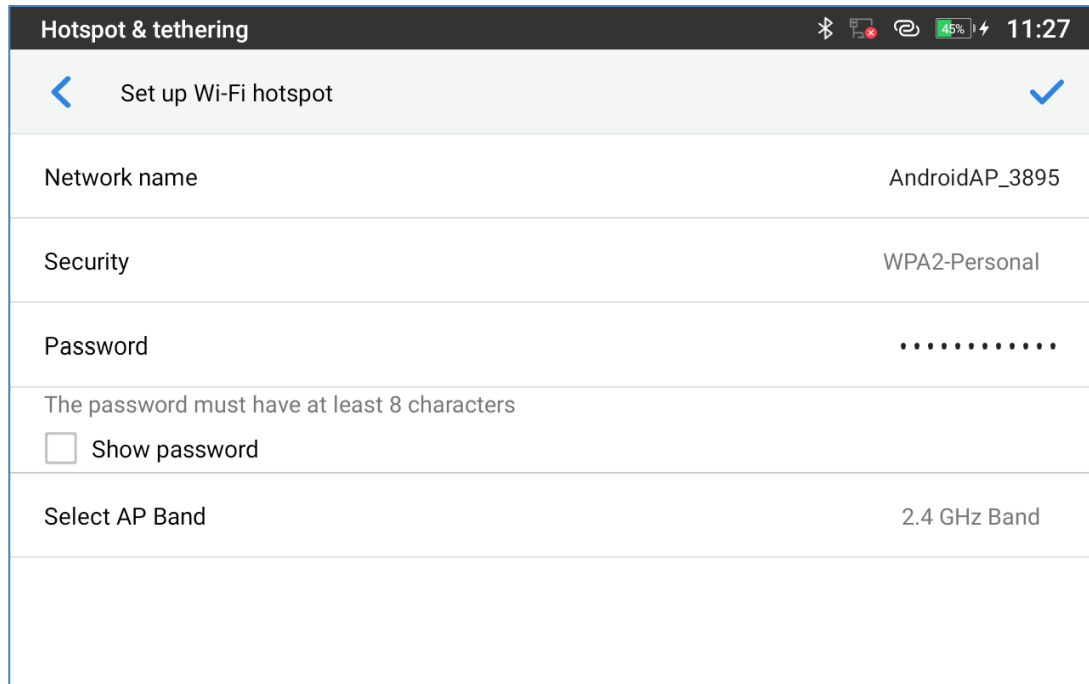 Hotspot & tethering 45% 11:27
Set up Wi-Fi hotspot
Network name AndroidAP_3895
Security WPA2-Personal
Password ••••••••••••
The password must have at least 8 characters
Show password
Select AP Band 2.4 GHz Band